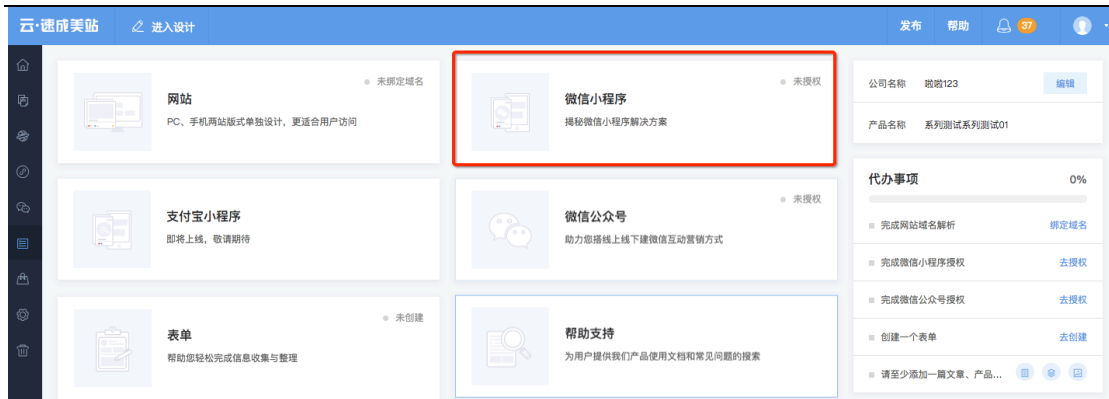 云·速成美站
进入设计
发布
帮助
37
未绑定域名
网站
PC、手机网站版式单独设计，更适合用户访问
未授权
微信小程序
揭秘微信小程序解决方案
支付宝小程序
即将上线，敬请期待
未授权
微信公众号
助力您搭线上线下建微信互动营销方式
未创建
表单
帮助您轻松完成信息收集与整理
帮助支持
为用户提供我们产品使用文档和常见问题的搜索
公司名称 啦啦123 编辑
产品名称 系列测试系列测试01
代办事项 0%
完成网站域名解析 绑定域名
完成微信小程序授权 去授权
完成微信公众号授权 去授权
创建一个表单 去创建
请至少添加一篇文章、产品...